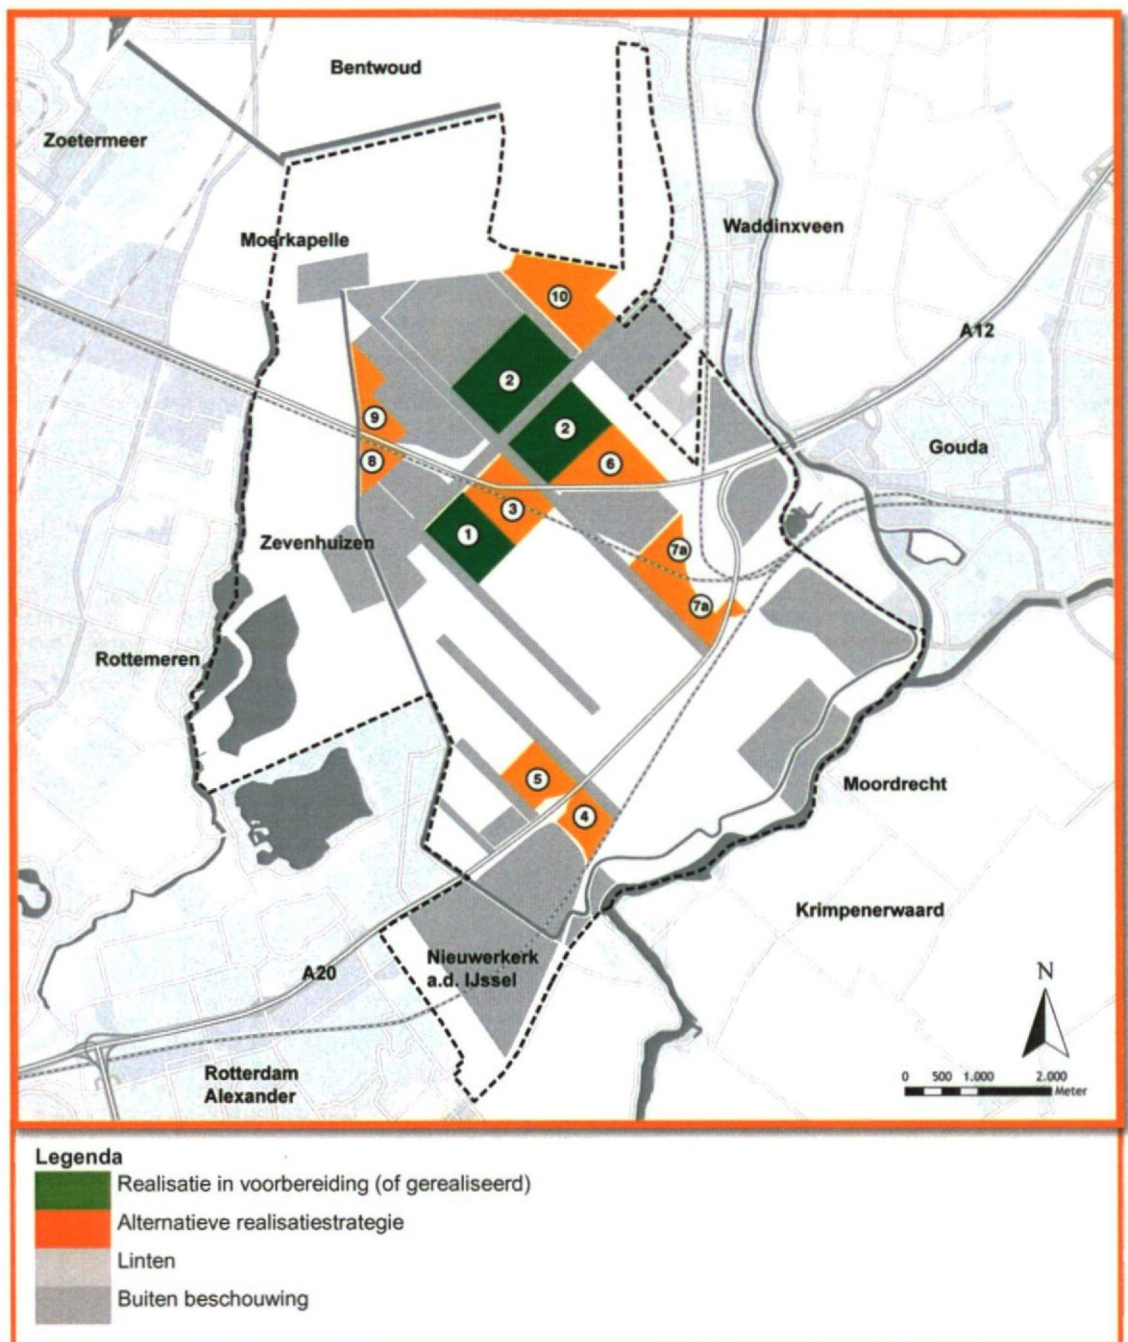 Bentwoud
Zoetermeer
Moerkapelle
Waddinxveen
10
A12
2
9
2
Gouda
8
6
3
1
Zevenhuizen
7a
7a
Rottemeren
5
Moordrecht
4
Krimpenerwaard
Nieuwerkerk
a.d. IJssel
A20
N
Rotterdam
Alexander
0 500 1.000 2.000
Meter
Legenda
Realisatie in voorbereiding (of gerealiseerd)
Alternatieve realisatiestrategie
Linten
Buiten beschouwing